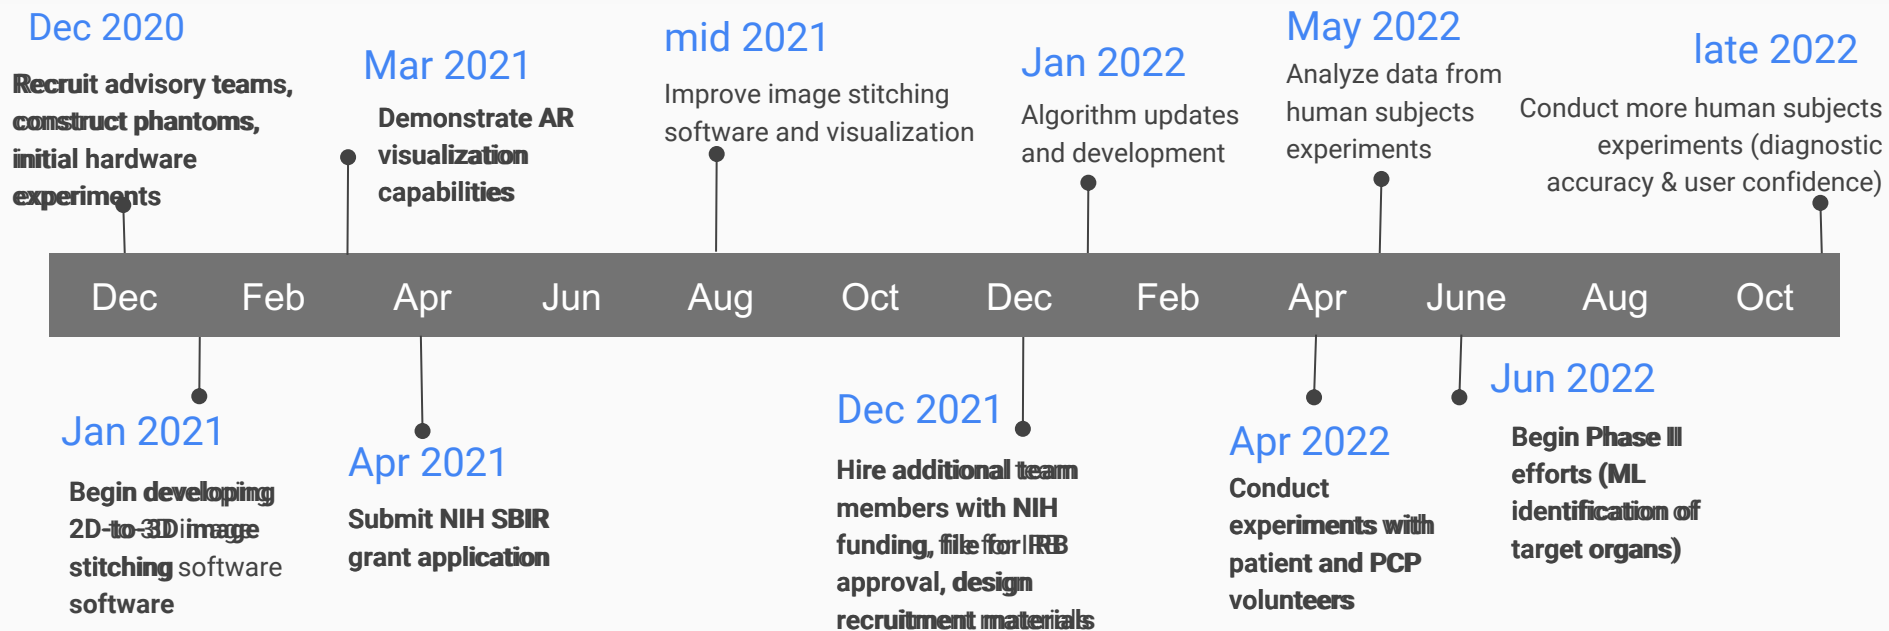 Dec 2020
Recruit advisory teams,
construct phantoms,
initial hardware
experiments
Mar 2021
Demonstrate AR
visualization
capabilities
mid 2021
Improve image stitching
software and visualization
Jan 2022
Algorithm updates
and development
May 2022
Analyze data from
human subjects
experiments
late 2022
Conduct more human subjects
experiments (diagnostic
accuracy & user confidence)
Dec Feb Apr Jun Aug Oct Dec Feb Apr June Aug Oct
Jan 2021
Begin developing
2D-to-3D image
stitching software
software
Apr 2021
Submit NIH SBIR
grant application
Dec 2021
Hire additional team
members with NIH
funding, file for IRB
approval, design
recruitment materials
Apr 2022
Conduct
experiments with
patient and PCP
volunteers
Jun 2022
Begin Phase II
efforts (ML
identification of
target organs)